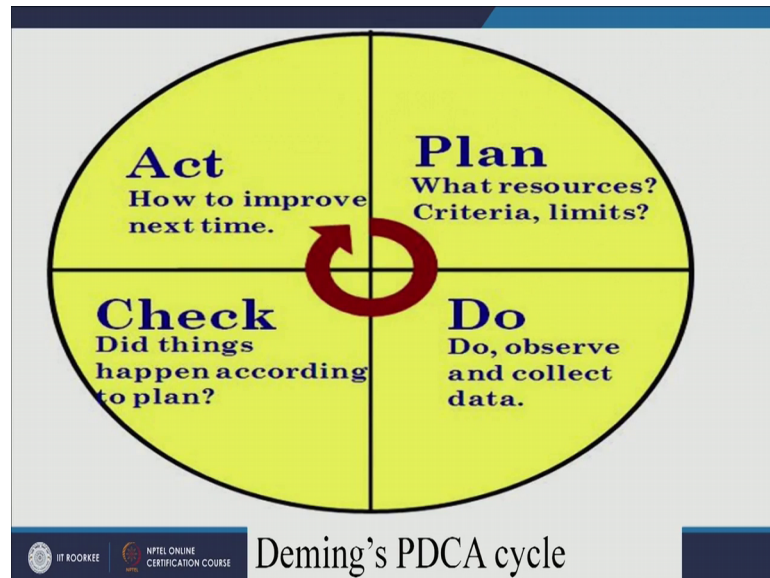 Act
How to improve
next time.
Plan
What resources?
Criteria, limits?
Check
Did things
happen according
to plan?
Do
Do, observe
and collect
data.
IIT ROORKEE
NPTEL ONLINE
CERTIFICATION COURSE
NPTEL
Deming's PDCA cycle